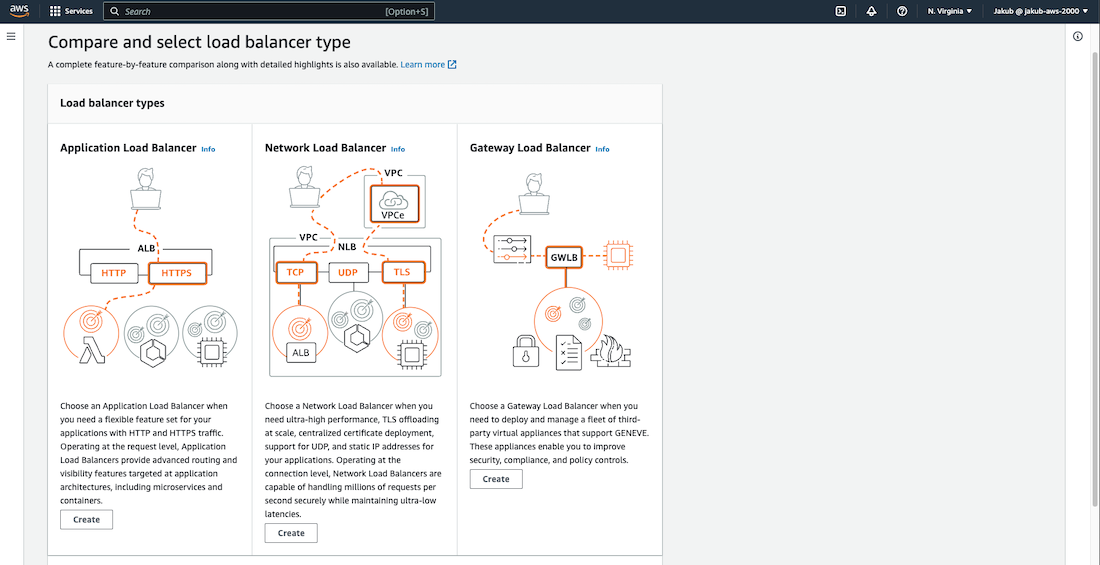 aws
Services
Search
[Option+S]
N. Virginia
Jakub @ jakub-aws-2000
Compare and select load balancer type
A complete feature-by-feature comparison along with detailed highlights is also available. Learn more
Load balancer types
Application Load Balancer Info
ALB
HTTP
HTTPS
Choose an Application Load Balancer when
you need a flexible feature set for your
applications with HTTP and HTTPS traffic.
Operating at the request level, Application
Load Balancers provide advanced routing and
visibility features targeted at application
architectures, including microservices and
containers.
Create
Network Load Balancer Info
VPC
VPCe
VPC
NLB
TCP
UDP
TLS
ALB
Choose a Network Load Balancer when you
need ultra-high performance, TLS offloading
at scale, centralized certificate deployment,
support for UDP, and static IP addresses for
your applications. Operating at the
connection level, Network Load Balancers are
capable of handling millions of requests per
second securely while maintaining ultra-low
latencies.
Create
Gateway Load Balancer Info
GWLB
Choose a Gateway Load Balancer when you
need to deploy and manage a fleet of third-
party virtual appliances that support GENEVE.
These appliances enable you to improve
security, compliance, and policy controls.
Create